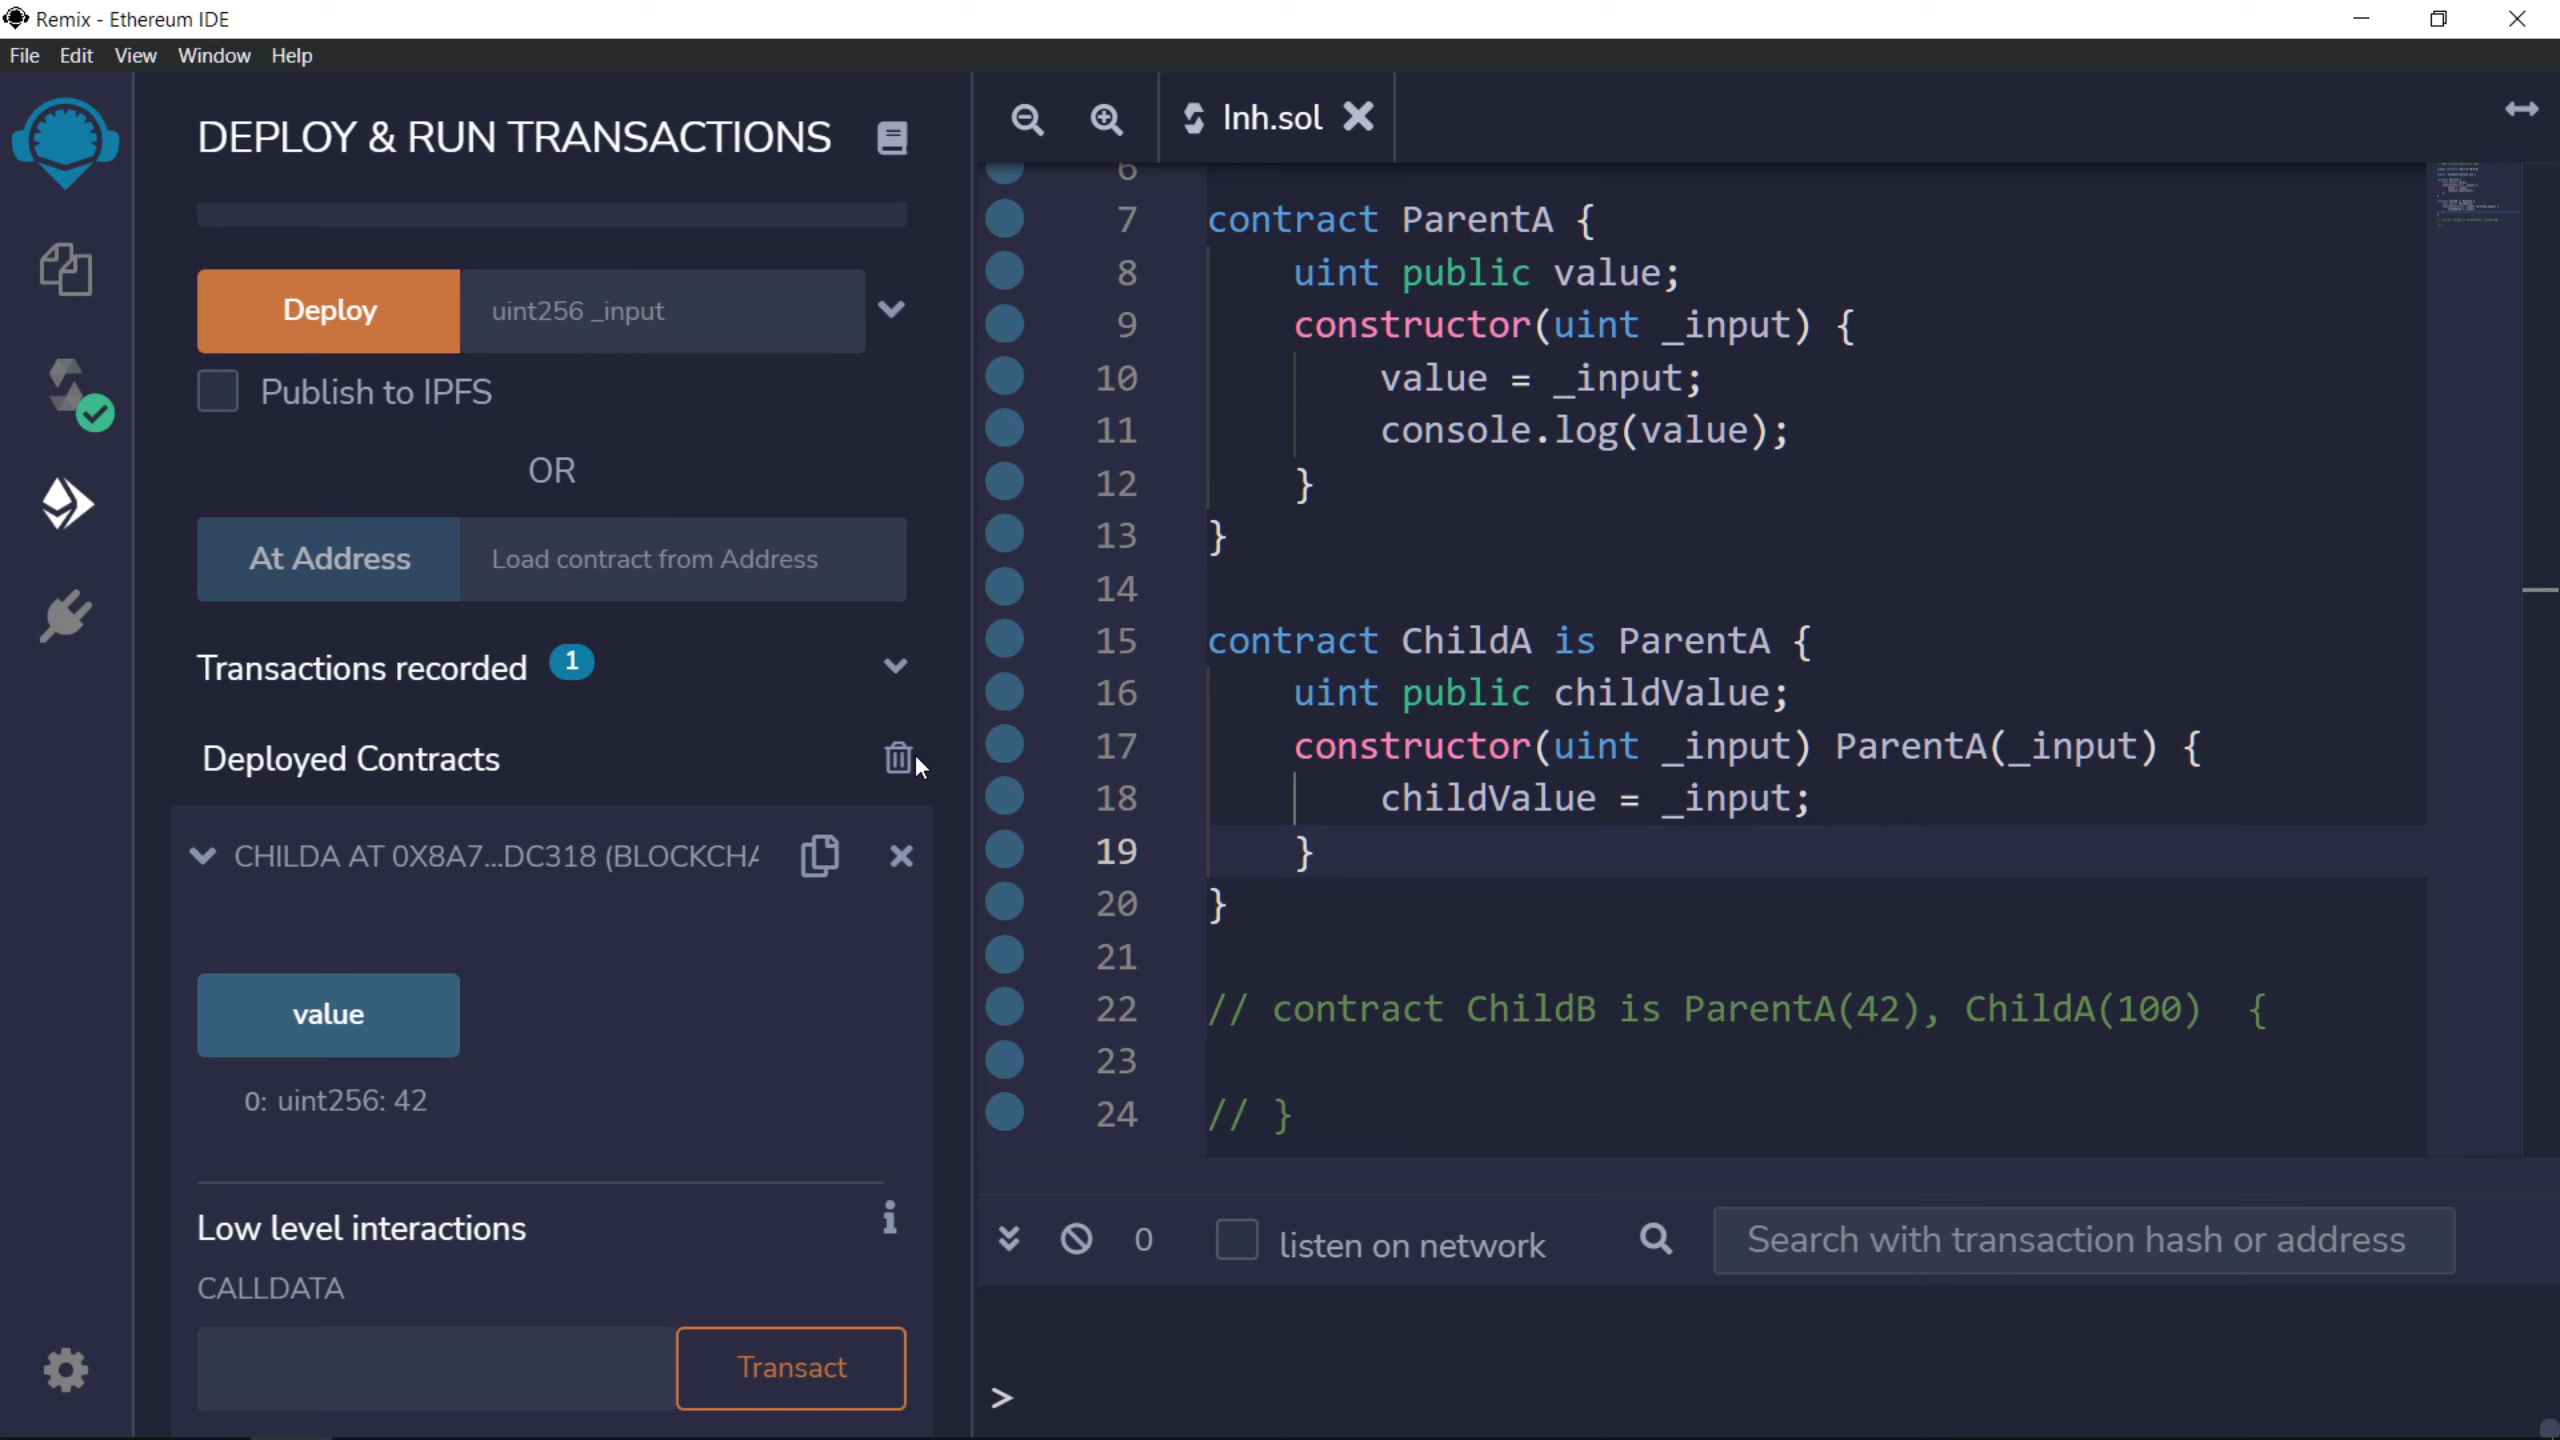 Remix - Ethereum IDE
File Edit View Window Help
DEPLOY & RUN TRANSACTIONS
Deploy uint256 _input
Publish to IPFS
OR
At Address Load contract from Address
Transactions recorded 1
Deployed Contracts
CHILDA AT 0X8A7...DC318 (BLOCKCHA
value
0: uint256: 42
Low level interactions
CALLDATA
Transact
Inh.sol
6
7 contract ParentA {
8 uint public value;
9 constructor(uint _input) {
10 value = _input;
11 console.log(value);
12 }
13 }
14
15 contract ChildA is ParentA {
16 uint public childValue;
17 constructor(uint _input) ParentA(_input) {
18 childValue = _input;
19 }
20 }
21
22 // contract ChildB is ParentA(42), ChildA(100) {
23
24 // }
0 listen on network Search with transaction hash or address
>